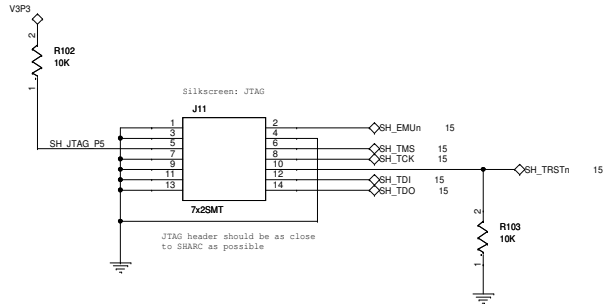 V3P3
2
R102
10K
1
Silkscreen: JTAG
J11
1 2 SH_EMUn 15
3 4
SH_JTAG_P5 5 6 SH_TMS 15
7 8 SH_TCK 15
9 10 SH_TRSTn 15
11 12 SH_TDI 15
13 14 SH_TDO 15
7x2SMT
JTAG header should be as close
to SHARC as possible
2
R103
10K
1